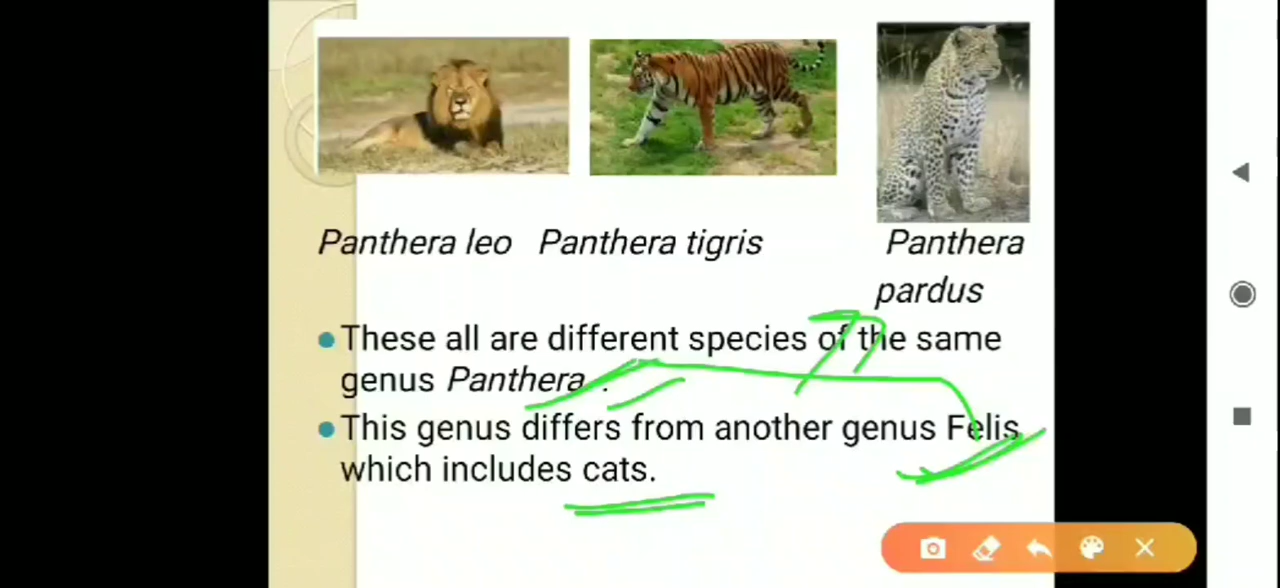 Panthera leo Panthera tigris Panthera
pardus
These all are different species of the same
genus Panthera .
This genus differs from another genus Felis
which includes cats.